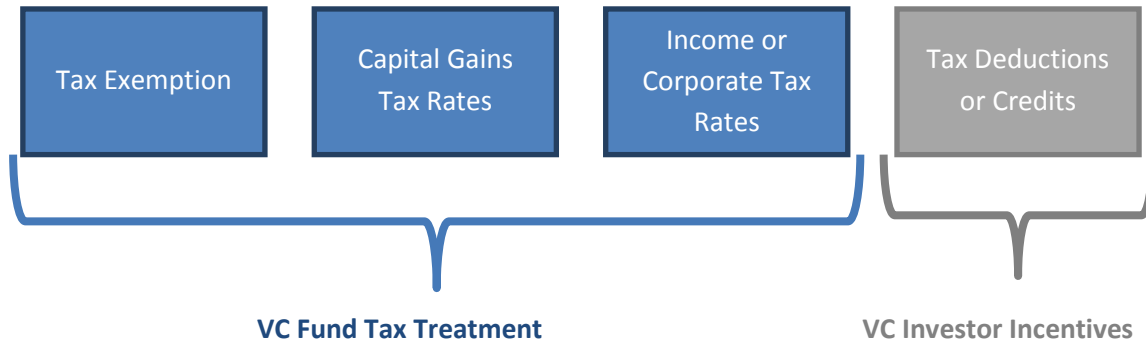 Tax Exemption
Capital Gains
Tax Rates
Income or
Corporate Tax
Rates
Tax Deductions
or Credits
VC Fund Tax Treatment
VC Investor Incentives